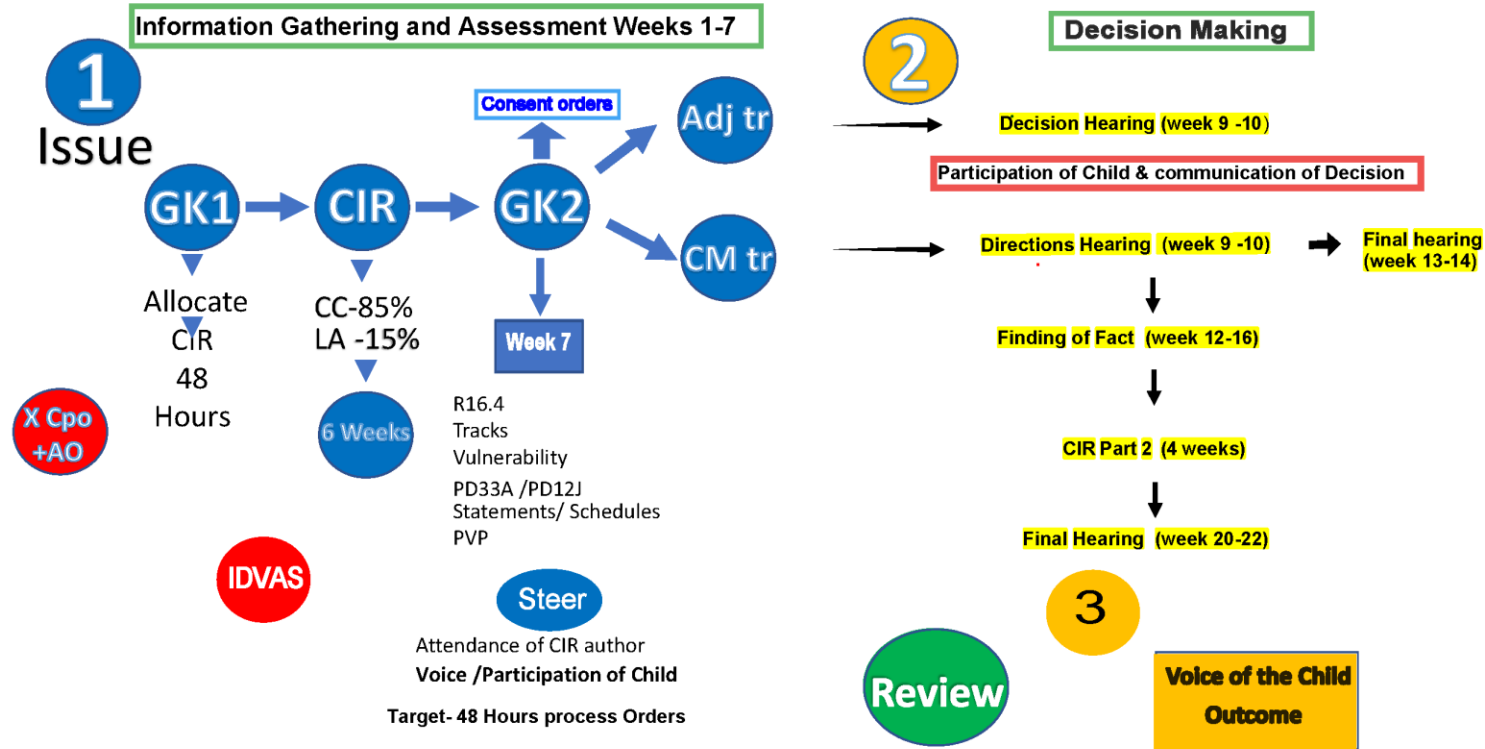 Information Gathering and Assessment Weeks 1-7
1
Issue
GK1
CIR
GK2
Consent orders
Adj tr
CM tr
Allocate
CIR
48
Hours
CC-85%
LA -15%
6 Weeks
Week 7
X Cpo
+AO
R16.4
Tracks
Vulnerability
PD33A /PD12J
Statements/ Schedules
PVP
IDVAS
Steer
Attendance of CIR author
Voice /Participation of Child
Target- 48 Hours process Orders
2
Decision Making
Decision Hearing (week 9 -10)
Participation of Child & communication of Decision
Directions Hearing (week 9 -10)
Final hearing
(week 13-14)
Finding of Fact (week 12-16)
CIR Part 2 (4 weeks)
Final Hearing (week 20-22)
3
Review
Voice of the Child
Outcome